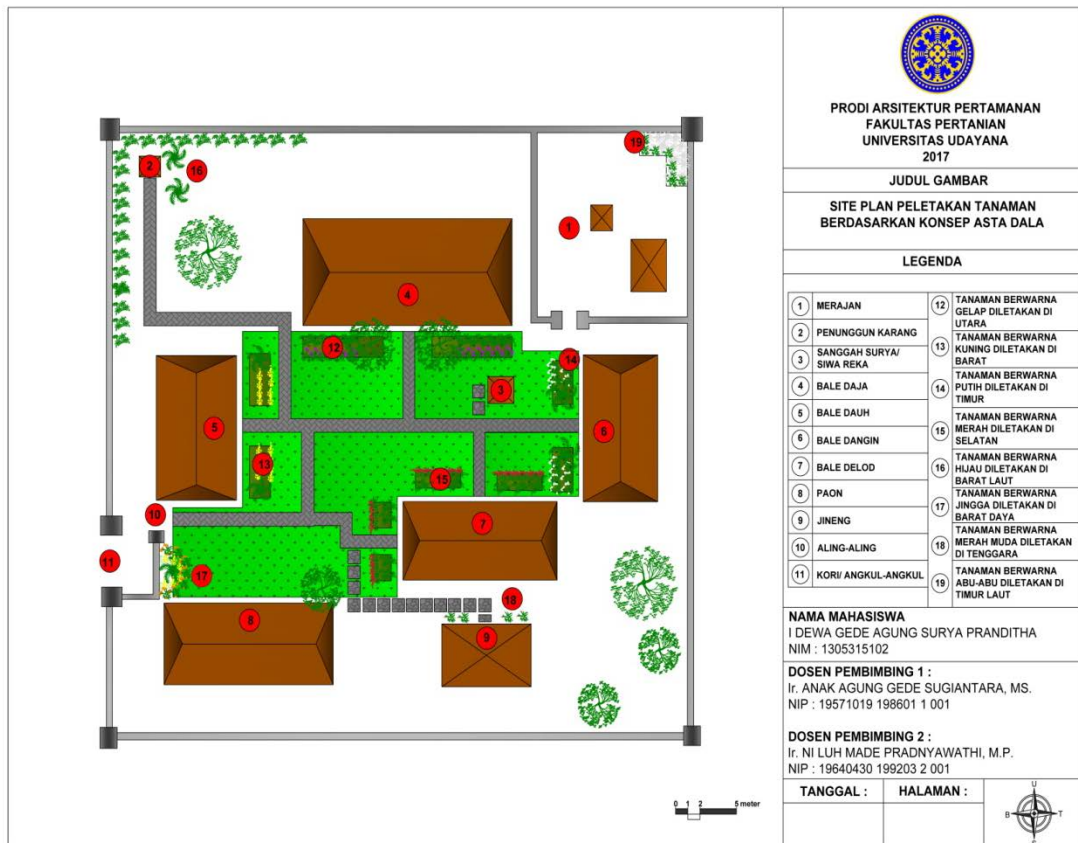 PRODI ARSITEKTUR PERTAMANAN
FAKULTAS PERTANIAN
UNIVERSITAS UDAYANA
2017
JUDUL GAMBAR
SITE PLAN PELETAKAN TANAMAN
BERDASARKAN KONSEP ASTA DALA
LEGENDA
1 MERAJAN
2 PENUNGGUN KARANG
3 SANGGAH SURYA/
SIWA REKA
4 BALE DAJA
5 BALE DAUH
6 BALE DANGIN
7 BALE DELOD
8 PAON
9 JINENG
10 ALING-ALING
11 KORI/ ANGKUL-ANGKUL
12 TANAMAN BERWARNA
GELAP DILETAKAN DI
UTARA
13 TANAMAN BERWARNA
KUNING DILETAKAN DI
BARAT
14 TANAMAN BERWARNA
PUTIH DILETAKAN DI
TIMUR
15 TANAMAN BERWARNA
MERAH DILETAKAN DI
SELATAN
16 TANAMAN BERWARNA
HIJAU DILETAKAN DI
BARAT LAUT
17 TANAMAN BERWARNA
JINGGA DILETAKAN DI
BARAT DAYA
18 TANAMAN BERWARNA
MERAH MUDA DILETAKAN
DI TENGGARA
19 TANAMAN BERWARNA
ABU-ABU DILETAKAN DI
TIMUR LAUT
NAMA MAHASISWA
I DEWA GEDE AGUNG SURYA PRANDITHA
NIM : 1305315102
DOSEN PEMBIMBING 1 :
Ir. ANAK AGUNG GEDE SUGIANTARA, MS.
NIP : 19571019 198601 1 001
DOSEN PEMBIMBING 2 :
Ir. NI LUH MADE PRADNYAWATHI, M.P.
NIP : 19640430 199203 2 001
TANGGAL : HALAMAN :
U
B T
S
2
16
19
1
4
12
14
3
5
6
13
15
10
7
11
17
18
8
9
0 1 2 5 meter